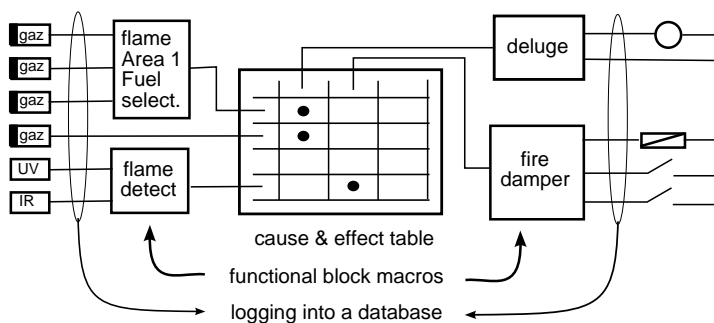 gaz
gaz
gaz
gaz
UV
IR
flame
Area 1
Fuel
select.
flame
detect
deluge
fire
damper
cause & effect table
functional block macros
logging into a database